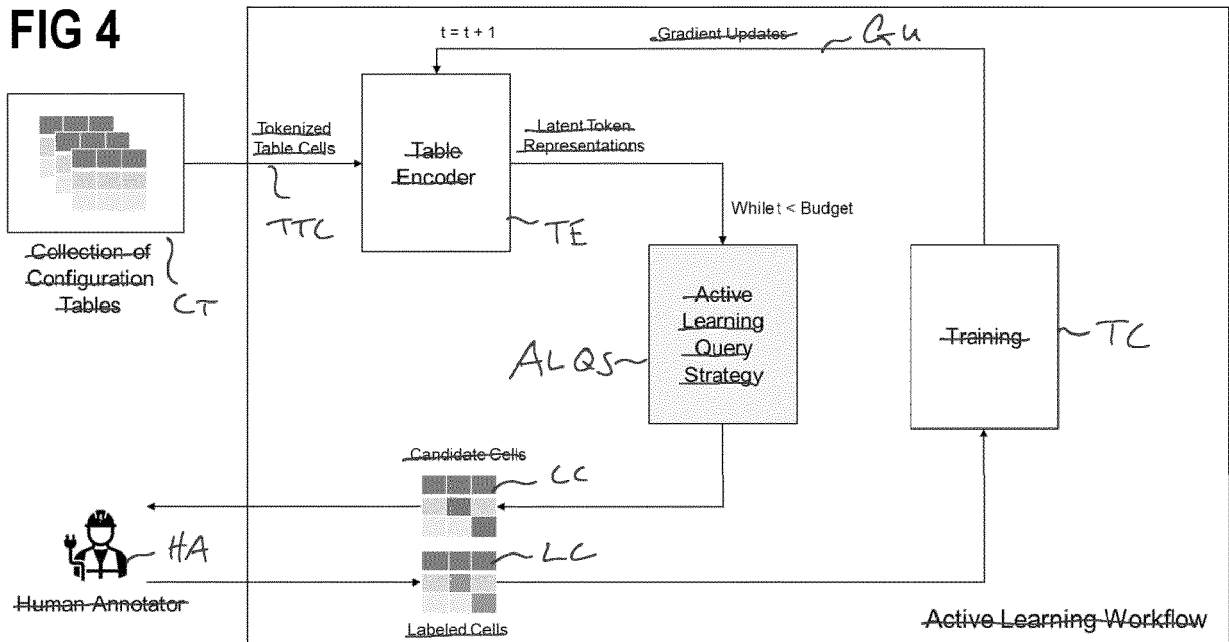 FIG 4
t = t + 1
Gradient Updates
Gu
Tokenized
Table Cells
TTC
Table
Encoder
TE
Latent Token
Representations
While t < Budget
Collection of
Configuration
Tables
CT
Active
Learning
Query
Strategy
ALQS
Training
TC
Candidate Cells
CC
HA
LC
Human Annotator
Labeled Cells
Active Learning Workflow